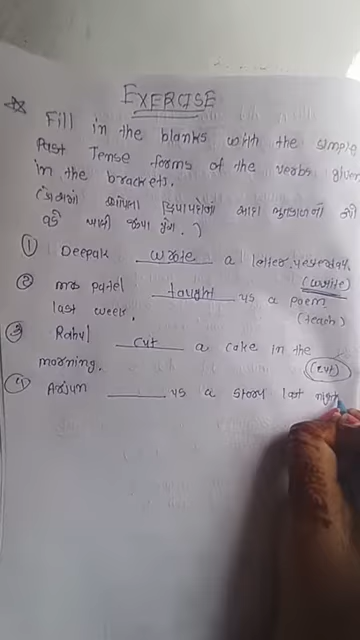 EXERCISE
Fill in the blanks with the simple
Past Tense forms of the verbs given
in the brackets.
① Deepak wrote a letter yesterday.
(write)
② Mrs Patel taught us a poem
last week. (teach)
③ Rahul cut a cake in the
morning. (cut)
④ Arjun ______ us a story last night